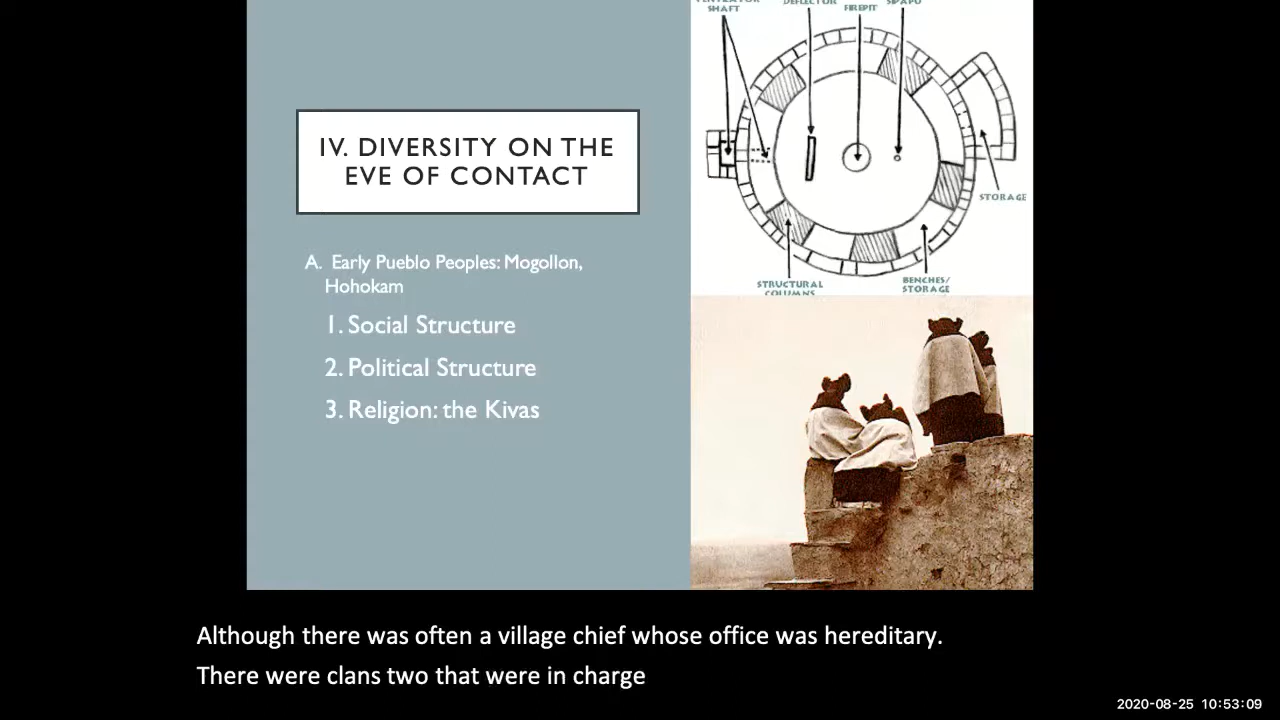 SHAFT
DEFLECTOR
FIREPIT
SIPAPU
STORAGE
STRUCTURAL
COLUMNS
BENCHES/
STORAGE
IV. DIVERSITY ON THE
EVE OF CONTACT
A. Early Pueblo Peoples: Mogollon,
Hohokam
1. Social Structure
2. Political Structure
3. Religion: the Kivas
Although there was often a village chief whose office was hereditary.
There were clans two that were in charge
2020-08-25 10:53:09